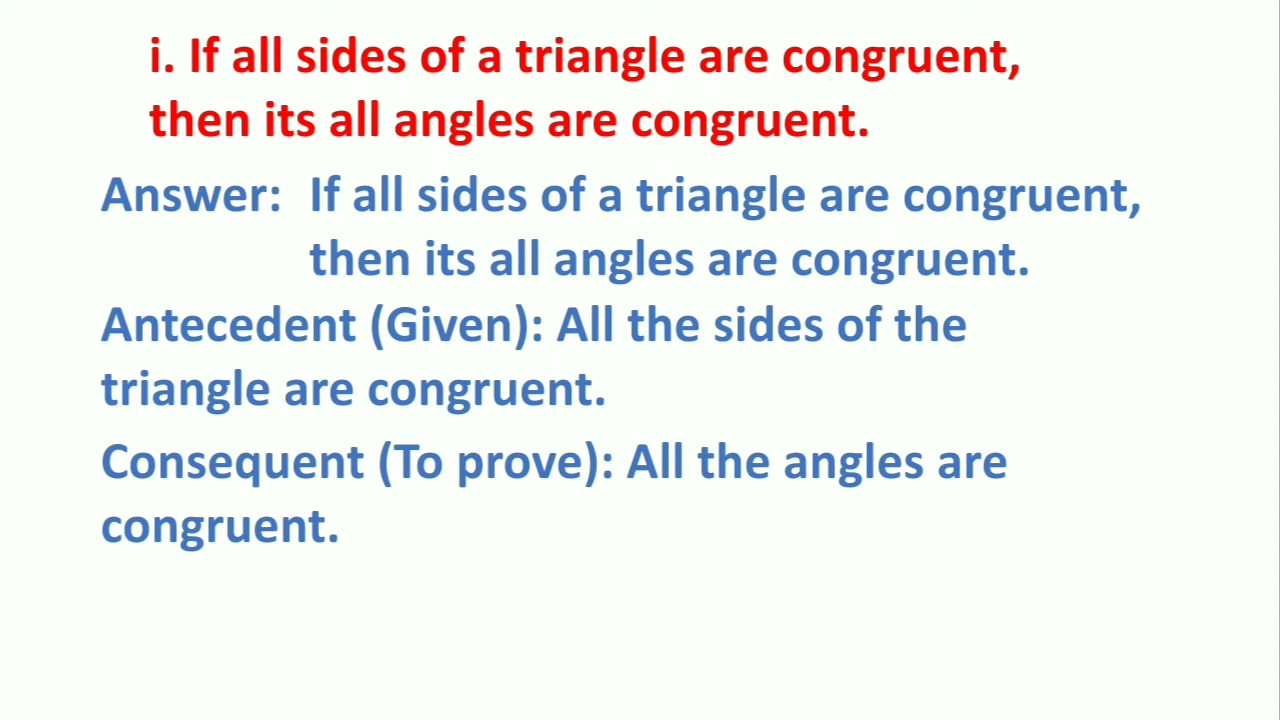 i. If all sides of a triangle are congruent,
then its all angles are congruent.
Answer: If all sides of a triangle are congruent,
then its all angles are congruent.
Antecedent (Given): All the sides of the
triangle are congruent.
Consequent (To prove): All the angles are
congruent.